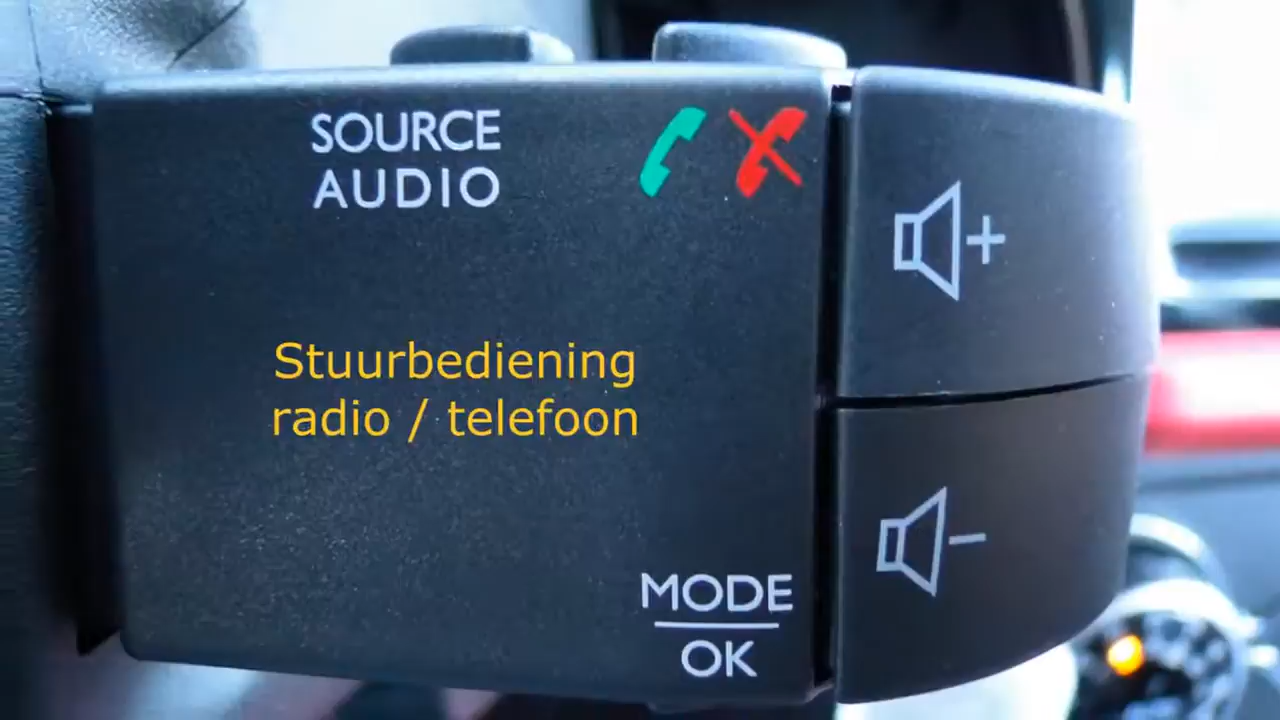 SOURCE
AUDIO
Stuurbediening
radio / telefoon
+
-
MODE
OK